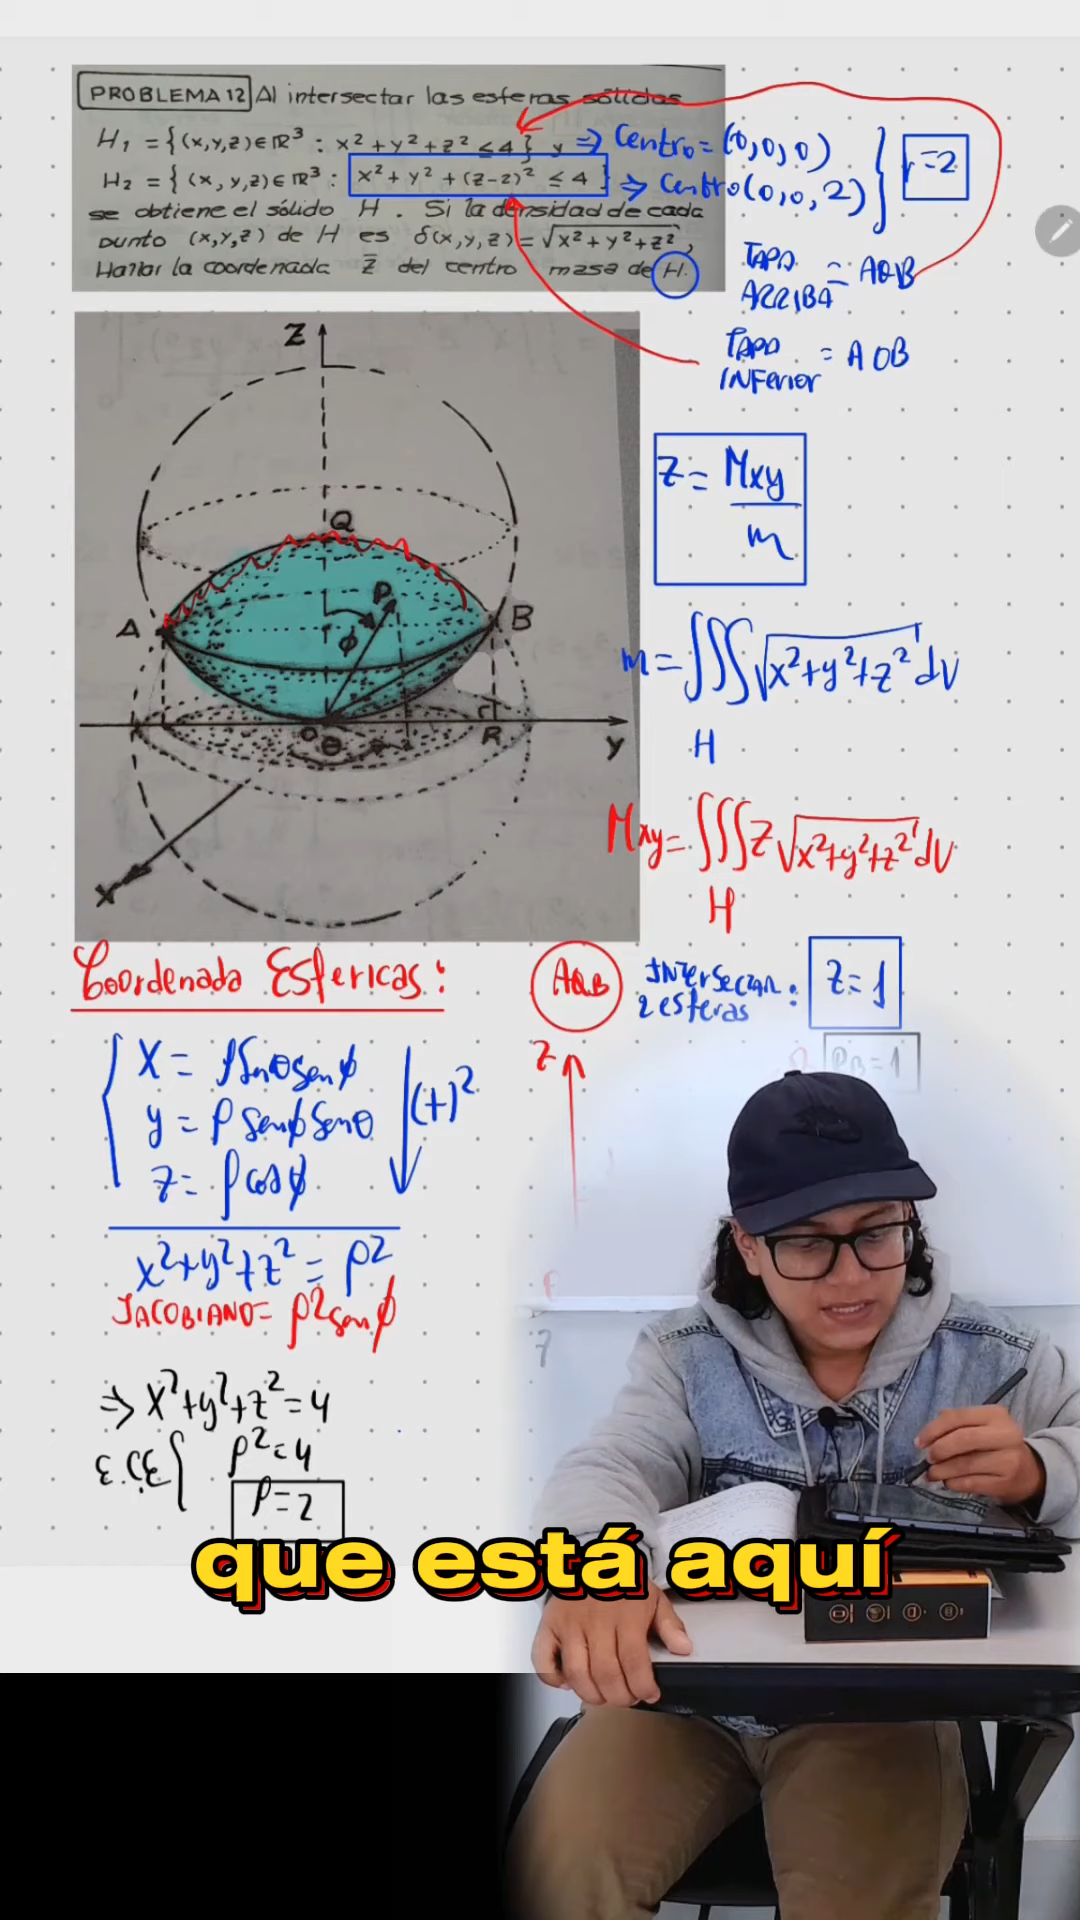 PROBLEMA 12 Al intersectar las esferas sólidas
H₁ = {(x,y,z) ∈ ℝ³ : x² + y² + z² ≤ 4} y ⇒ Centro = (0,0,0)
H₂ = {(x,y,z) ∈ ℝ³ : x² + y² + (z-2)² ≤ 4} ⇒ Centro(0,0,2)
r=2
se obtiene el sólido H. Si la densidad de cada
punto (x,y,z) de H es δ(x,y,z) = √x² + y² + z²,
Hallar la coordenada z̄ del centro masa de H.
TAPA ARRIBA = AQB
TAPA INFerior = AOB
Z
Q
P
A
B
ϕ
O
θ
r
R
Y
X
Z = Mxy / m
m = ∭ √x²+y²+z² dV
H
Mxy = ∭ z √x²+y²+z² dV
H
Coordenada Esfericas:
AQB
INTerSeCTAR 2 esferas : Z=1
X = ρ Senθ senϕ
y = ρ senϕ senθ
z = ρ cosϕ
(+)²
Z
ρB=1
x²+y²+z² = ρ²
JACOBIANO = ρ² senϕ
⇒ x²+y²+z² = 4
ρ² = 4
ρ = 2
que está aquí